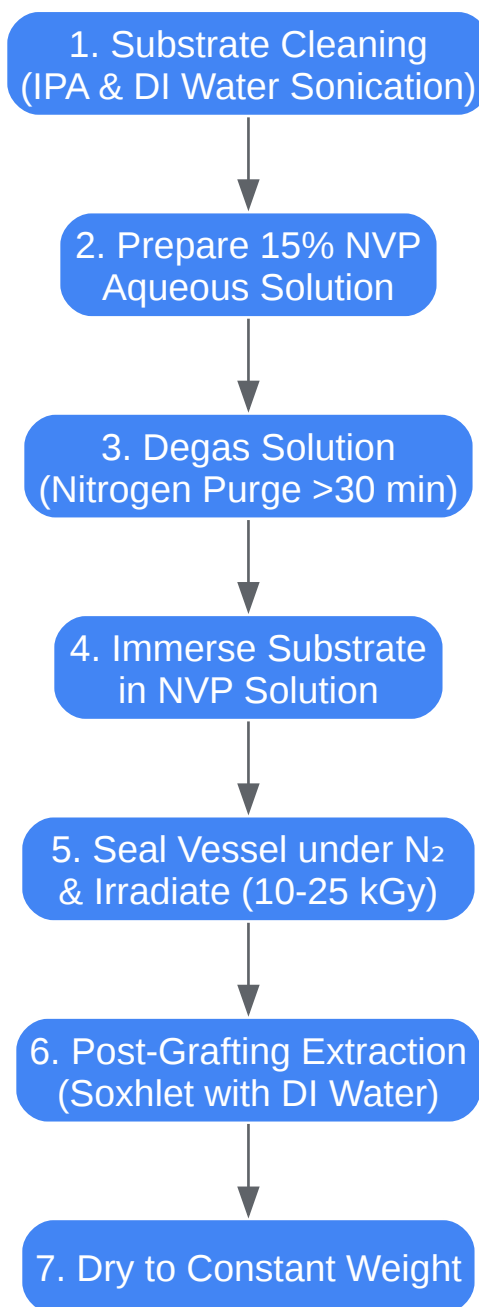 1. Substrate Cleaning
(IPA & DI Water Sonication)
2. Prepare 15% NVP
Aqueous Solution
3. Degas Solution
(Nitrogen Purge >30 min)
4. Immerse Substrate
in NVP Solution
5. Seal Vessel under N₂
& Irradiate (10-25 kGy)
6. Post-Grafting Extraction
(Soxhlet with DI Water)
7. Dry to Constant Weight